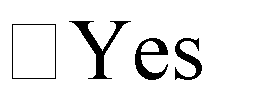 ☐ Yes